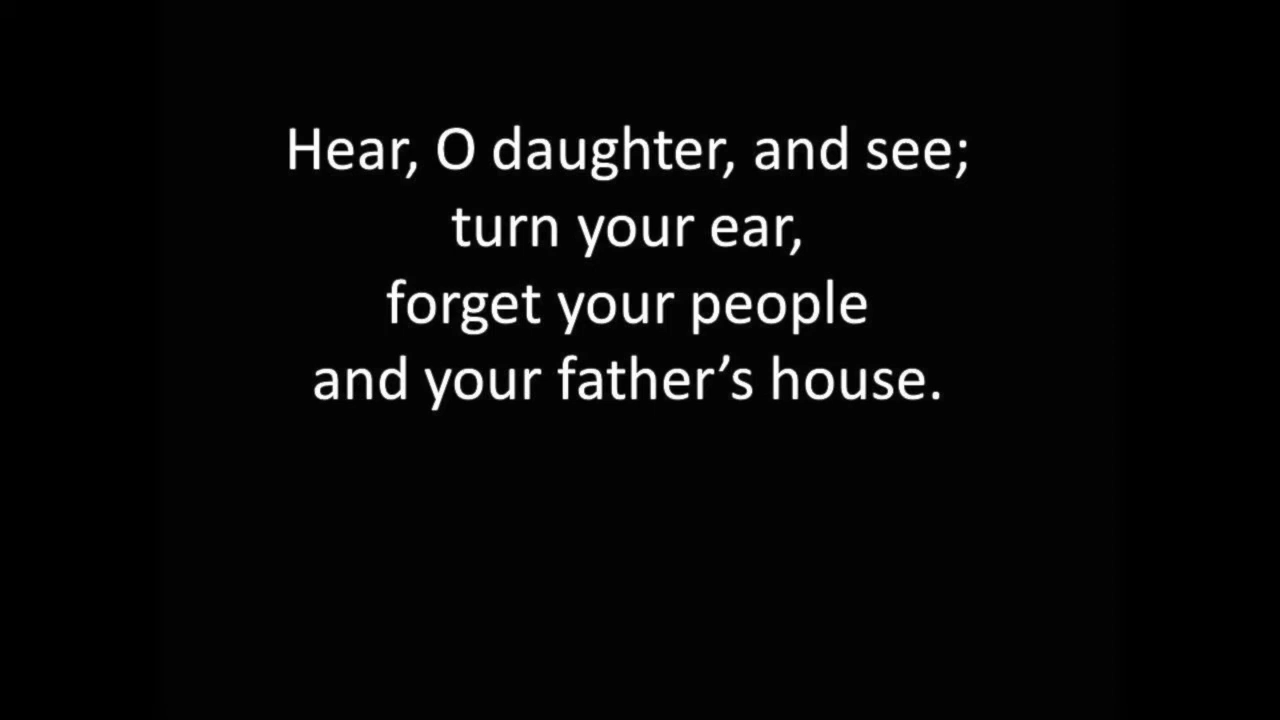 Hear, O daughter, and see;
turn your ear,
forget your people
and your father’s house.